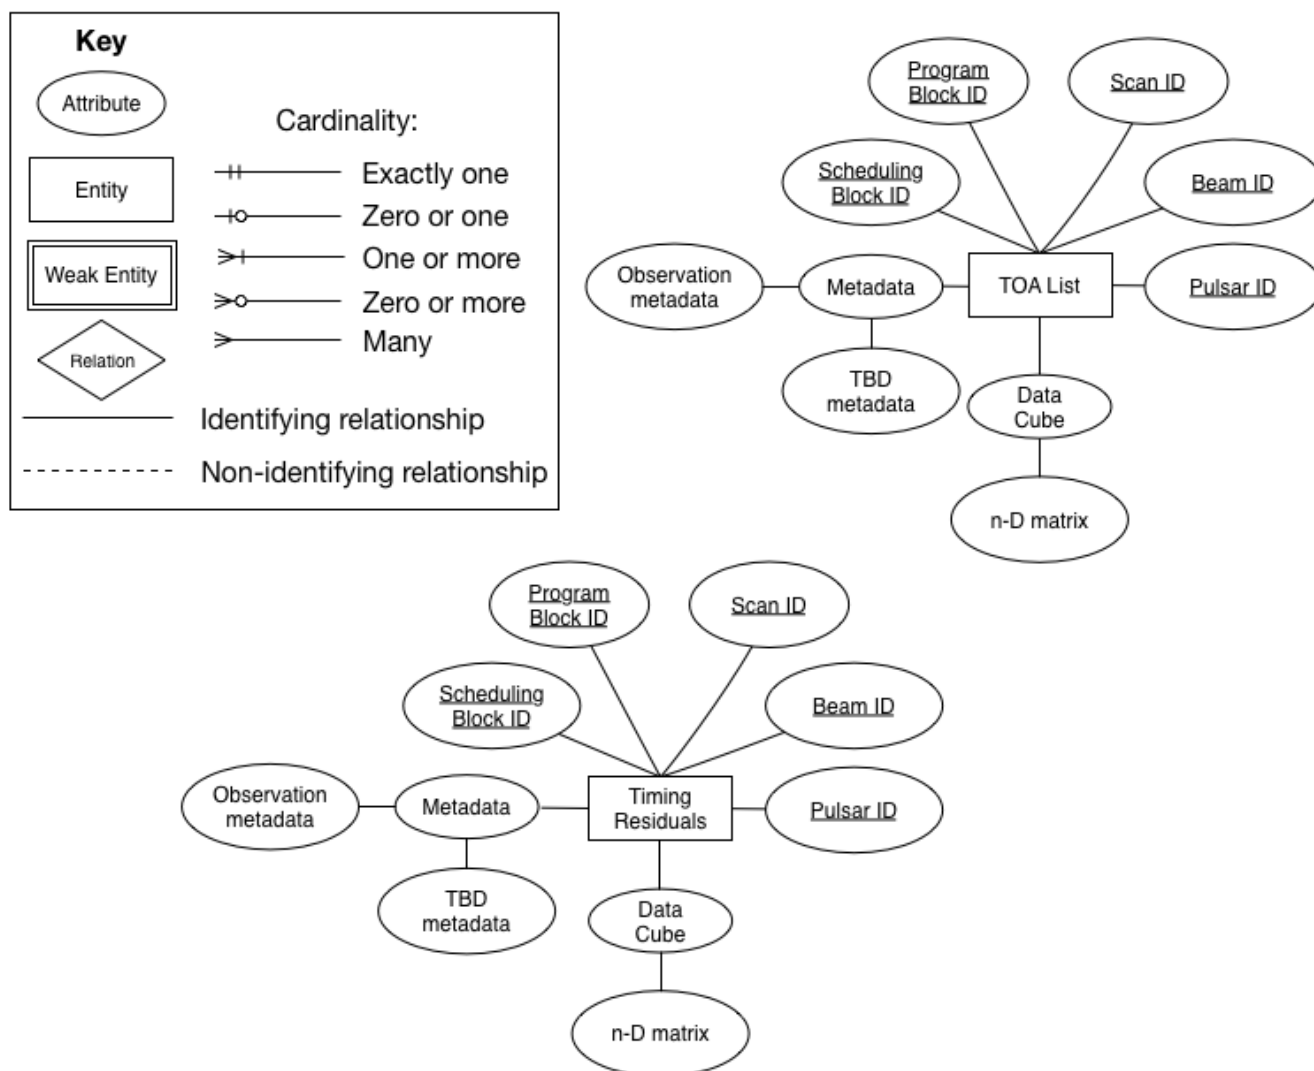 Key
Attribute
Cardinality:
Entity
Exactly one
Zero or one
Weak Entity
One or more
Zero or more
Relation
Many
Identifying relationship
Non-identifying relationship
Program
Block ID
Scan ID
Scheduling
Block ID
Beam ID
Observation
metadata
Metadata
TOA List
Pulsar ID
TBD
metadata
Data
Cube
n-D matrix
Program
Block ID
Scan ID
Scheduling
Block ID
Beam ID
Observation
metadata
Metadata
Timing
Residuals
Pulsar ID
TBD
metadata
Data
Cube
n-D matrix